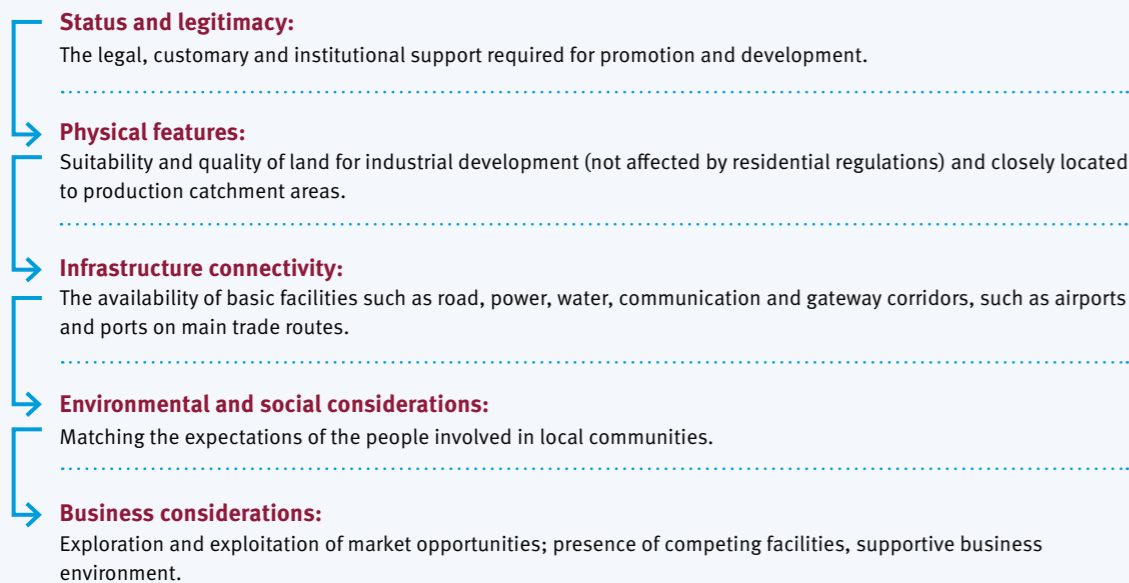 Status and legitimacy:
The legal, customary and institutional support required for promotion and development.
Physical features:
Suitability and quality of land for industrial development (not affected by residential regulations) and closely located
to production catchment areas.
Infrastructure connectivity:
The availability of basic facilities such as road, power, water, communication and gateway corridors, such as airports
and ports on main trade routes.
Environmental and social considerations:
Matching the expectations of the people involved in local communities.
Business considerations:
Exploration and exploitation of market opportunities; presence of competing facilities, supportive business
environment.